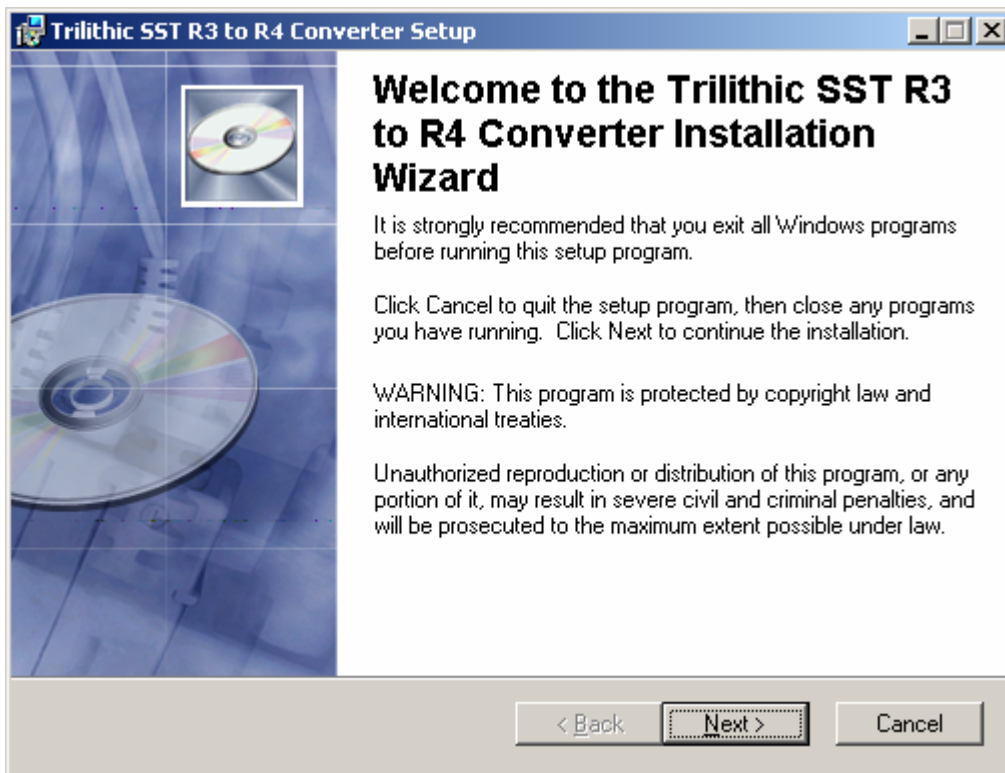 Trilithic SST R3 to R4 Converter Setup
Welcome to the Trilithic SST R3
to R4 Converter Installation
Wizard
It is strongly recommended that you exit all Windows programs
before running this setup program.
Click Cancel to quit the setup program, then close any programs
you have running.  Click Next to continue the installation.
WARNING: This program is protected by copyright law and
international treaties.
Unauthorized reproduction or distribution of this program, or any
portion of it, may result in severe civil and criminal penalties, and
will be prosecuted to the maximum extent possible under law.
< Back
Next >
Cancel